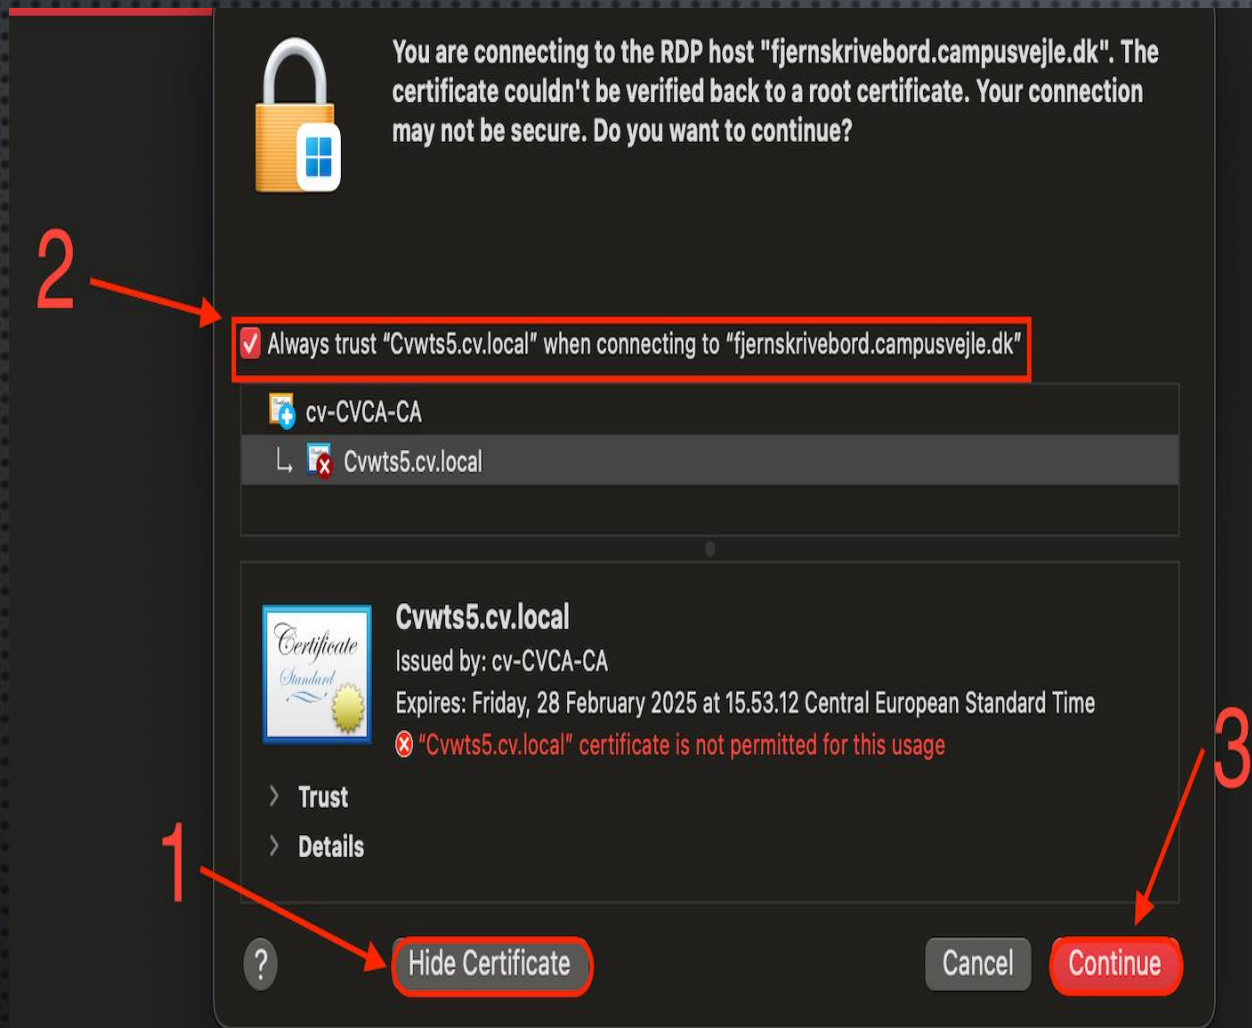 You are connecting to the RDP host "fjernskrivebord.campusvejle.dk". The
certificate couldn't be verified back to a root certificate. Your connection
may not be secure. Do you want to continue?
2
Always trust “Cvwts5.cv.local” when connecting to “fjernskrivebord.campusvejle.dk”
cv-CVCA-CA
Cvwts5.cv.local
Certificate
Standard
Cvwts5.cv.local
Issued by: cv-CVCA-CA
Expires: Friday, 28 February 2025 at 15.53.12 Central European Standard Time
“Cvwts5.cv.local” certificate is not permitted for this usage
3
Trust
1
Details
?
Hide Certificate
Cancel
Continue